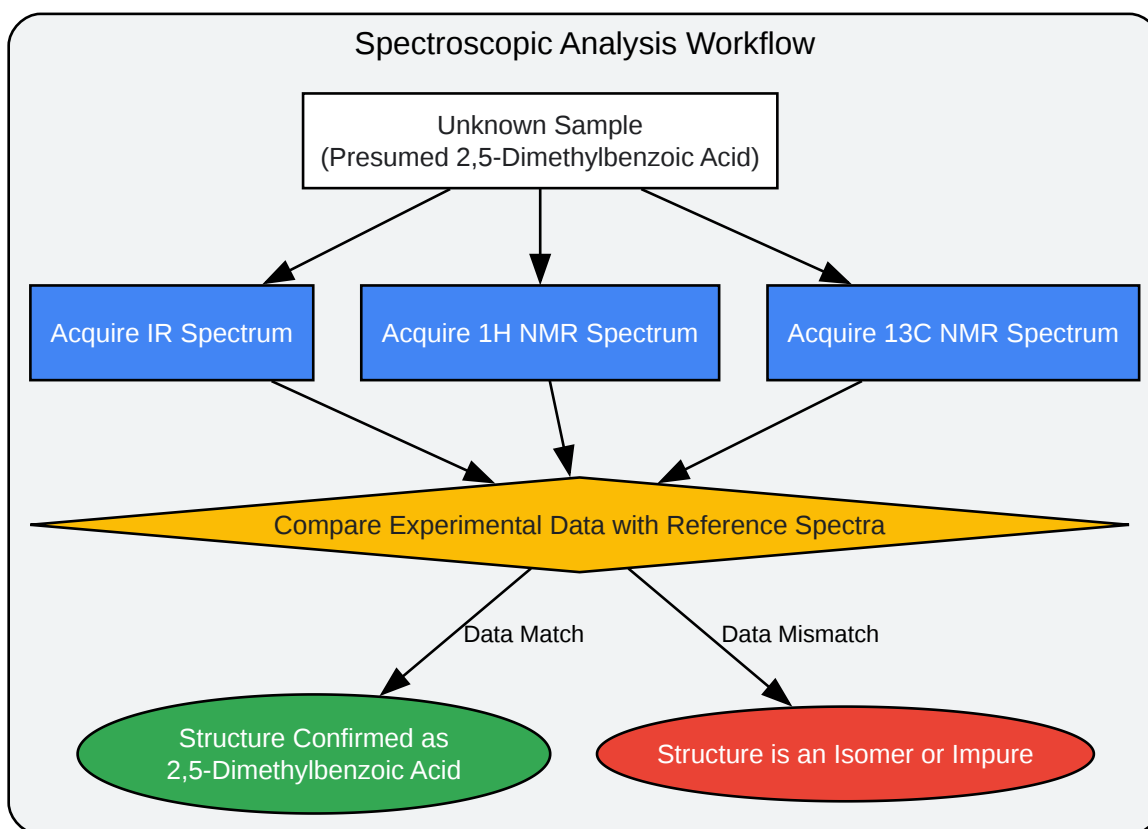 Spectroscopic Analysis Workflow
Unknown Sample
(Presumed 2,5-Dimethylbenzoic Acid)
Acquire IR Spectrum
Acquire 1H NMR Spectrum
Acquire 13C NMR Spectrum
Compare Experimental Data with Reference Spectra
Data Match
Data Mismatch
Structure Confirmed as
2,5-Dimethylbenzoic Acid
Structure is an Isomer or Impure